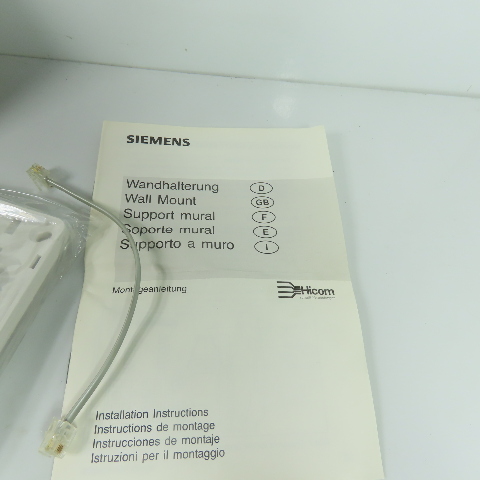 SIEMENS
Wandhalterung D
Wall Mount GB
Support mural F
Soporte mural E
Supporto a muro I
Montageanleitung
Hicom
Installation Instructions
Instructions de montage
Instrucciones de montaje
Istruzioni per il montaggio